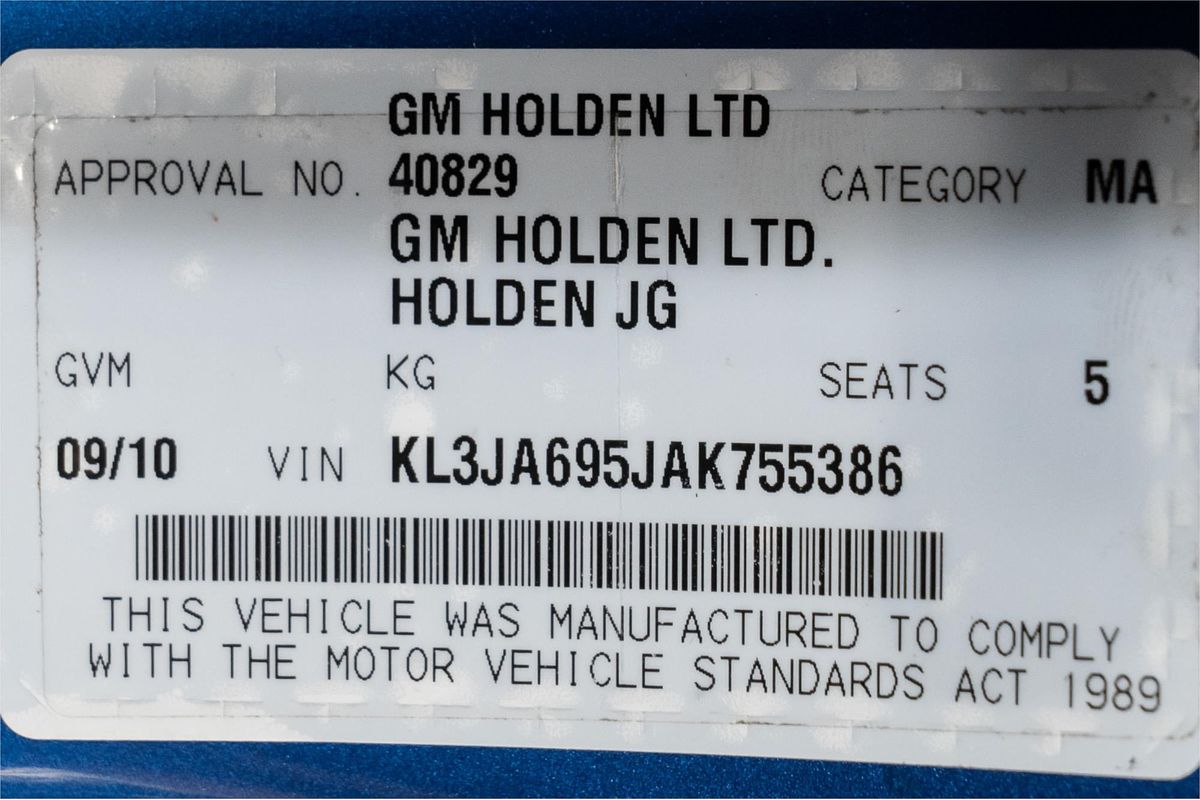 GM HOLDEN LTD
APPROVAL NO. 40829 CATEGORY MA
GM HOLDEN LTD.
HOLDEN JG
GVM KG SEATS 5
09/10 VIN KL3JA695JAK755386
THIS VEHICLE WAS MANUFACTURED TO COMPLY
WITH THE MOTOR VEHICLE STANDARDS ACT 1989